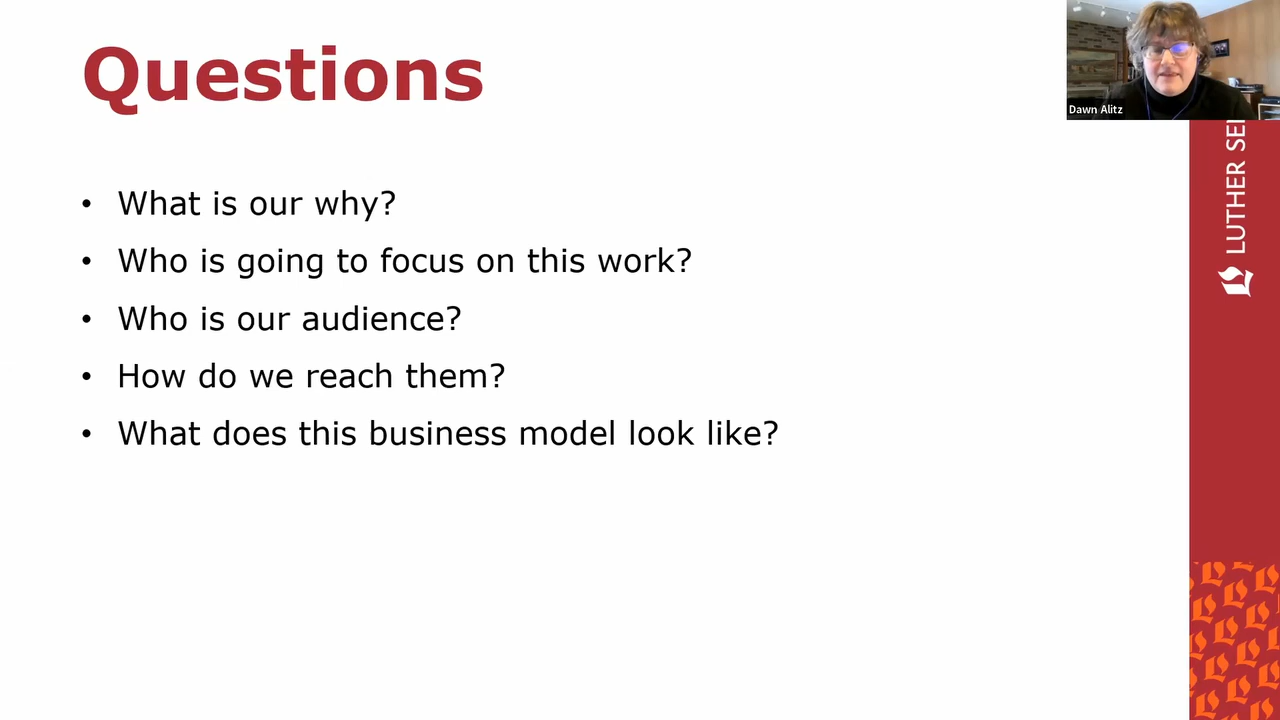 Questions
Dawn Alitz
• What is our why?
• Who is going to focus on this work?
• Who is our audience?
• How do we reach them?
• What does this business model look like?
LUTHER